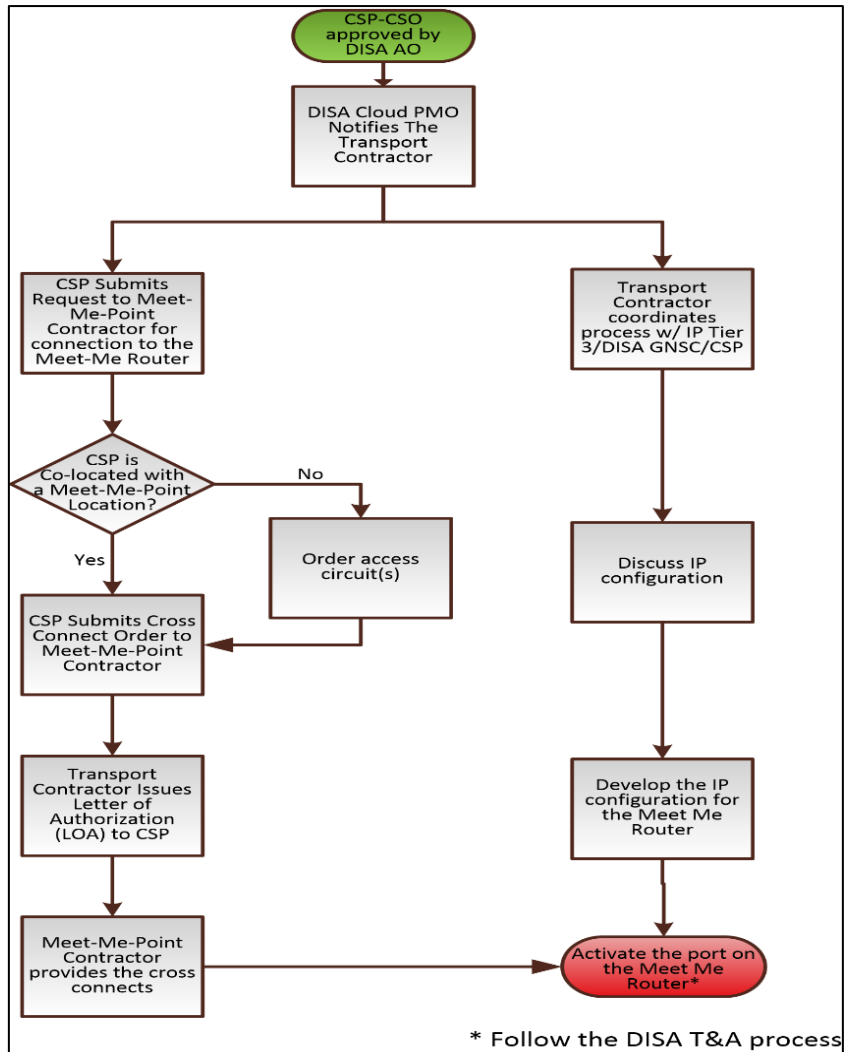 CSP-CSO
approved by
DISA AO
DISA Cloud PMO
Notifies The
Transport
Contractor
CSP Submits
Request to Meet-
Me-Point
Contractor for
connection to the
Meet-Me Router
Transport
Contractor
coordinates
process w/ IP Tier
3/DISA GNSC/CSP
CSP is
Co-located with
a Meet-Me-Point
Location?
No
Yes
Order access
circuit(s)
Discuss IP
configuration
CSP Submits Cross
Connect Order to
Meet-Me-Point
Contractor
Transport
Contractor Issues
Letter of
Authorization
(LOA) to CSP
Develop the IP
configuration for
the Meet Me
Router
Meet-Me-Point
Contractor
provides the cross
connects
Activate the port on
the Meet Me
Router*
* Follow the DISA T&A process